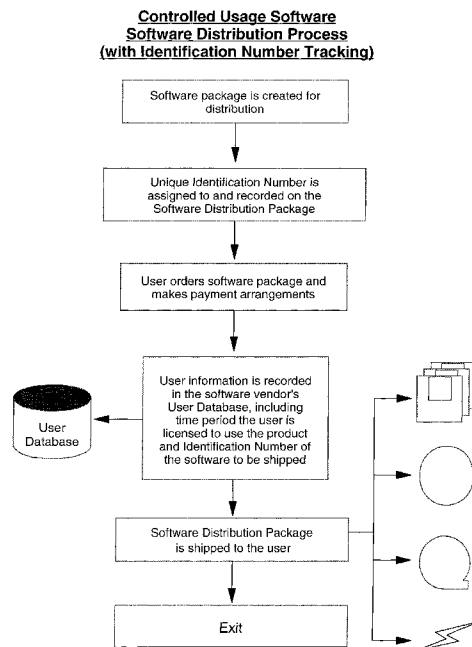 Controlled Usage Software
Software Distribution Process
(with Identification Number Tracking)
Software package is created for
distribution
Unique Identification Number is
assigned to and recorded on the
Software Distribution Package
User orders software package and
makes payment arrangements
User information is recorded
in the software vendor's
User Database, including
time period the user is
licensed to use the product
and Identification Number of
the software to be shipped
User
Database
Software Distribution Package
is shipped to the user
Exit